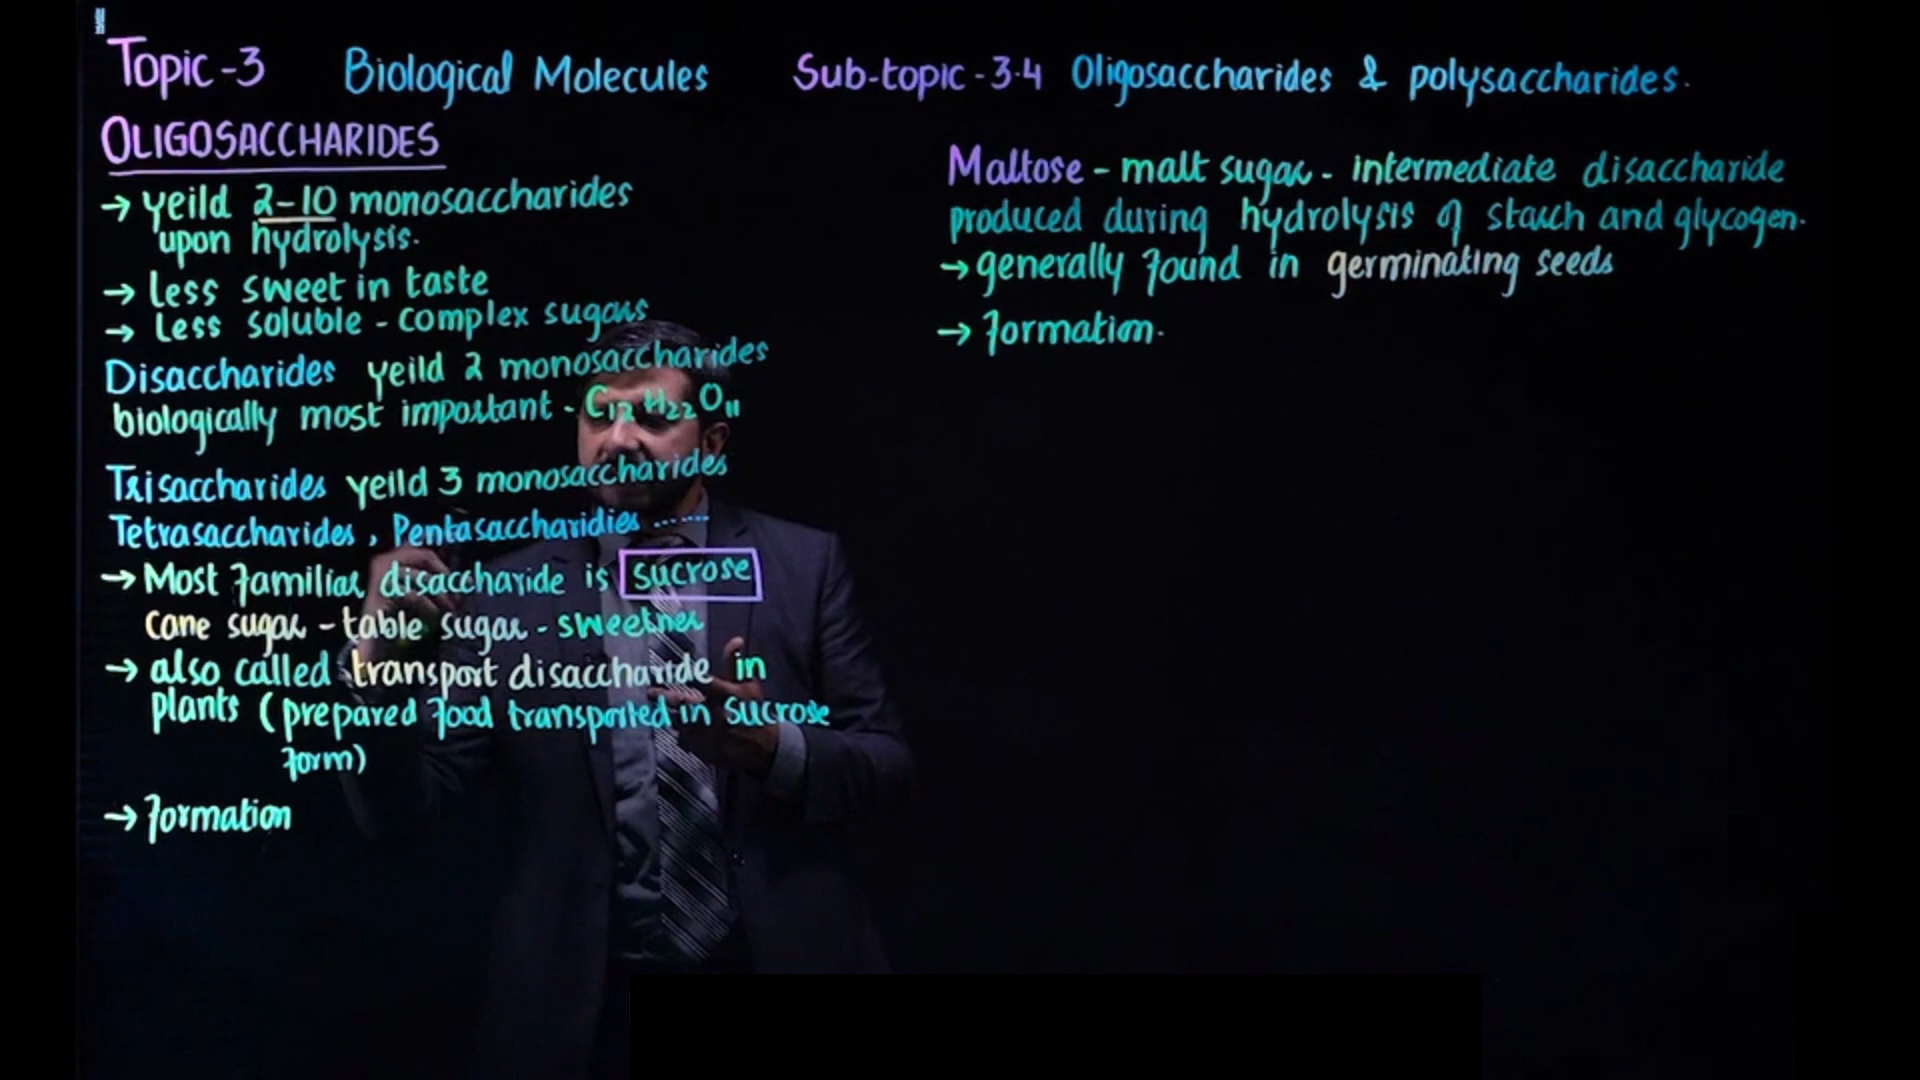 Topic-3 Biological Molecules Sub-topic-3.4 Oligosaccharides & polysaccharides.
OLIGOSACCHARIDES
→ yeild 2-10 monosaccharides
upon hydrolysis.
→ less sweet in taste
→ less soluble - complex sugars
Disaccharides yeild 2 monosaccharides
biologically most important - C₁₂H₂₂O₁₁
Trisaccharides yeild 3 monosaccharides
Tetrasaccharides, Pentasaccharidies ......
→ Most familiar disaccharide is sucrose
cane sugar - table sugar - sweetner
→ also called transport disaccharide in
plants (prepared food transported in sucrose
form)
→ formation
Maltose - malt sugar - intermediate disaccharide
produced during hydrolysis of starch and glycogen.
→ generally found in germinating seeds
→ formation.